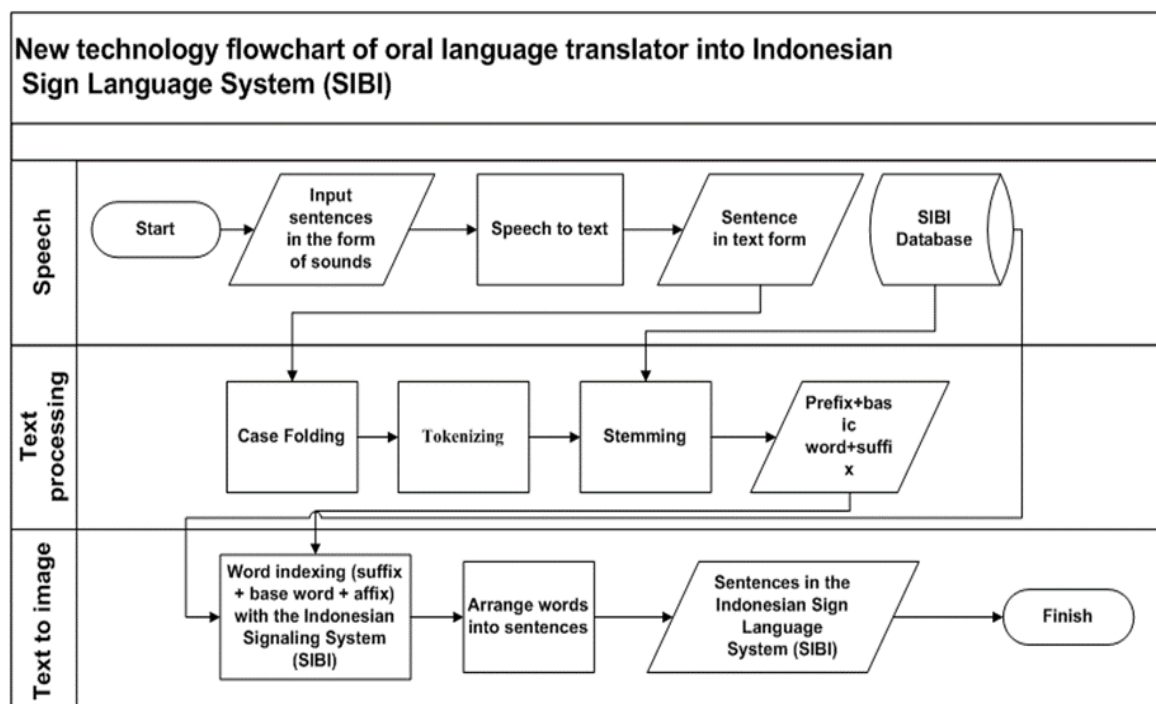 New technology flowchart of oral language translator into Indonesian
Sign Language System (SIBI)
Speech
Start
Input
sentences
in the form
of sounds
Speech to text
Sentence
in text form
SIBI
Database
Text
processing
Case Folding
Tokenizing
Stemming
Prefix+bas
ic
word+suffi
x
Text to image
Word indexing (suffix
+ base word + affix)
with the Indonesian
Signaling System
(SIBI)
Arrange words
into sentences
Sentences in the
Indonesian Sign
Language
System (SIBI)
Finish